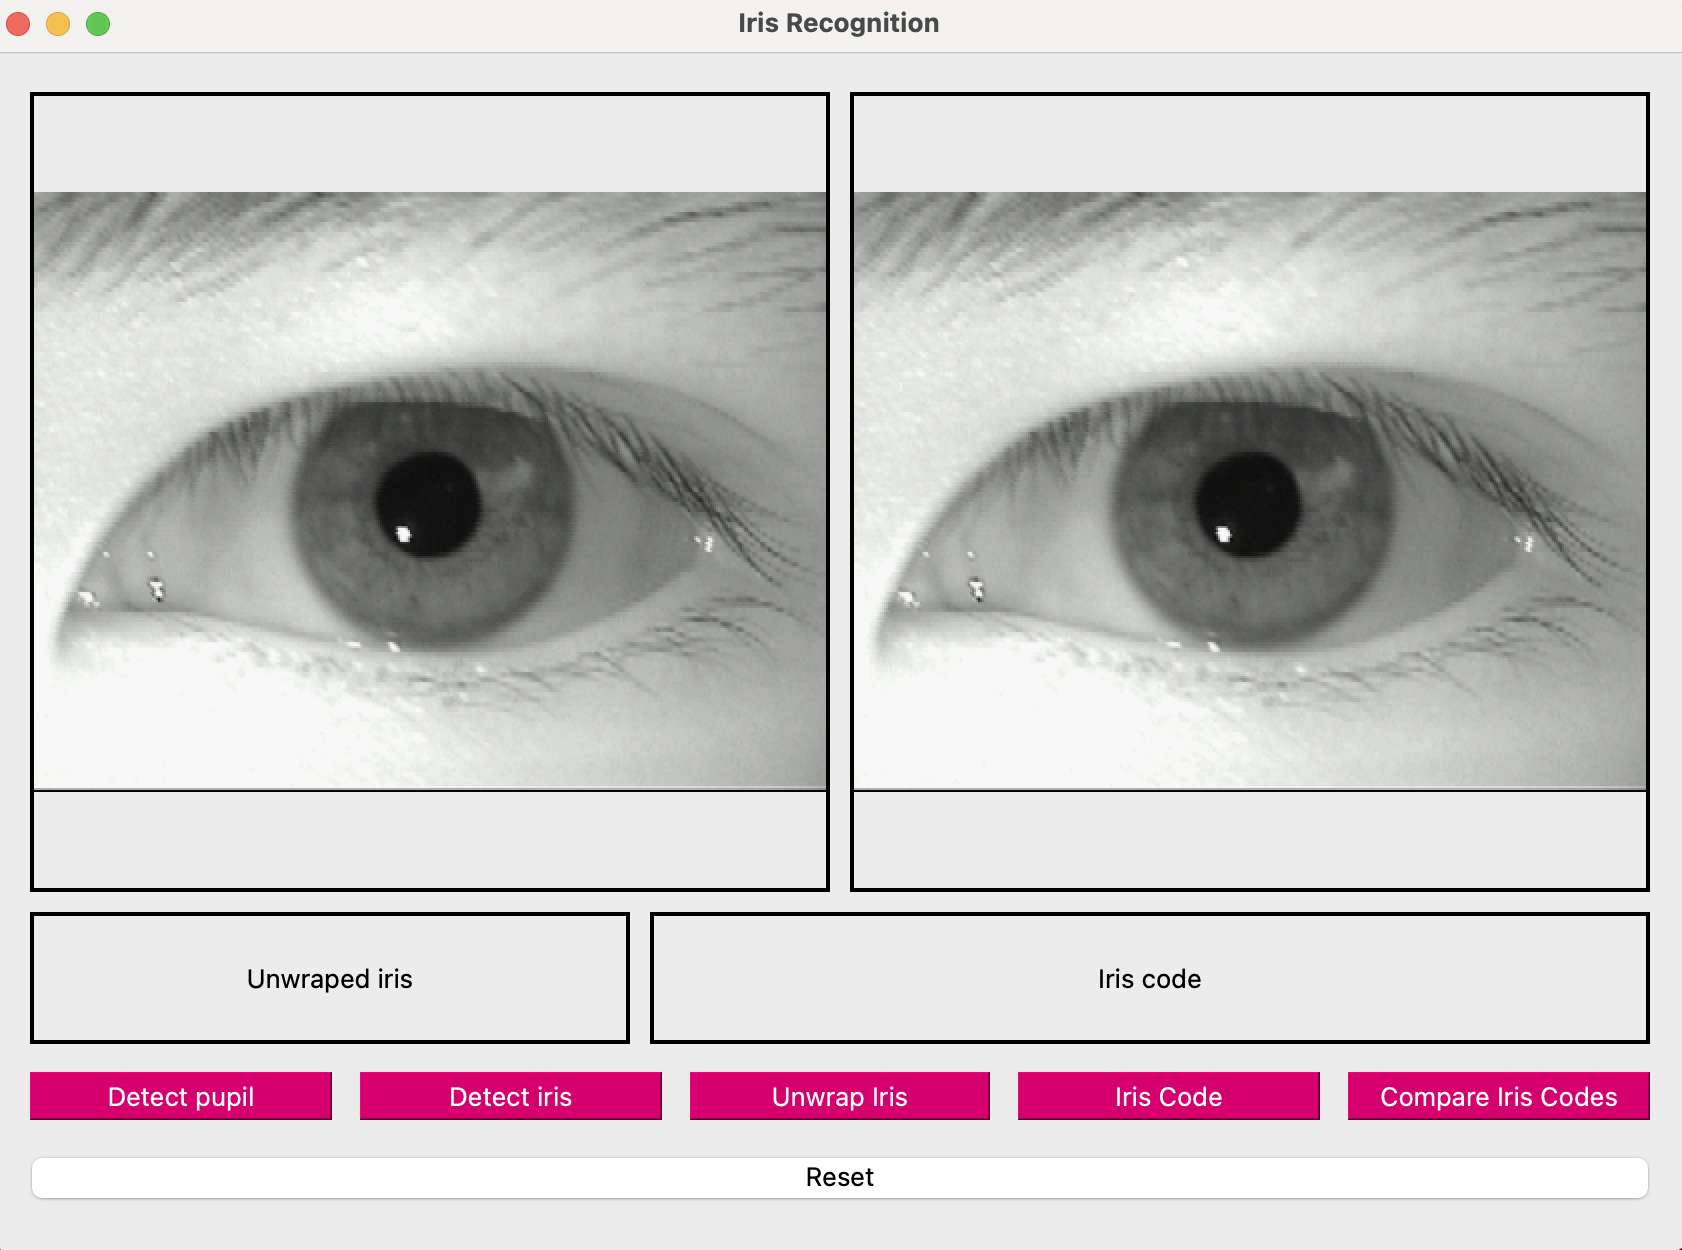 Iris Recognition
Unwraped iris
Iris code
Detect pupil
Detect iris
Unwrap Iris
Iris Code
Compare Iris Codes
Reset